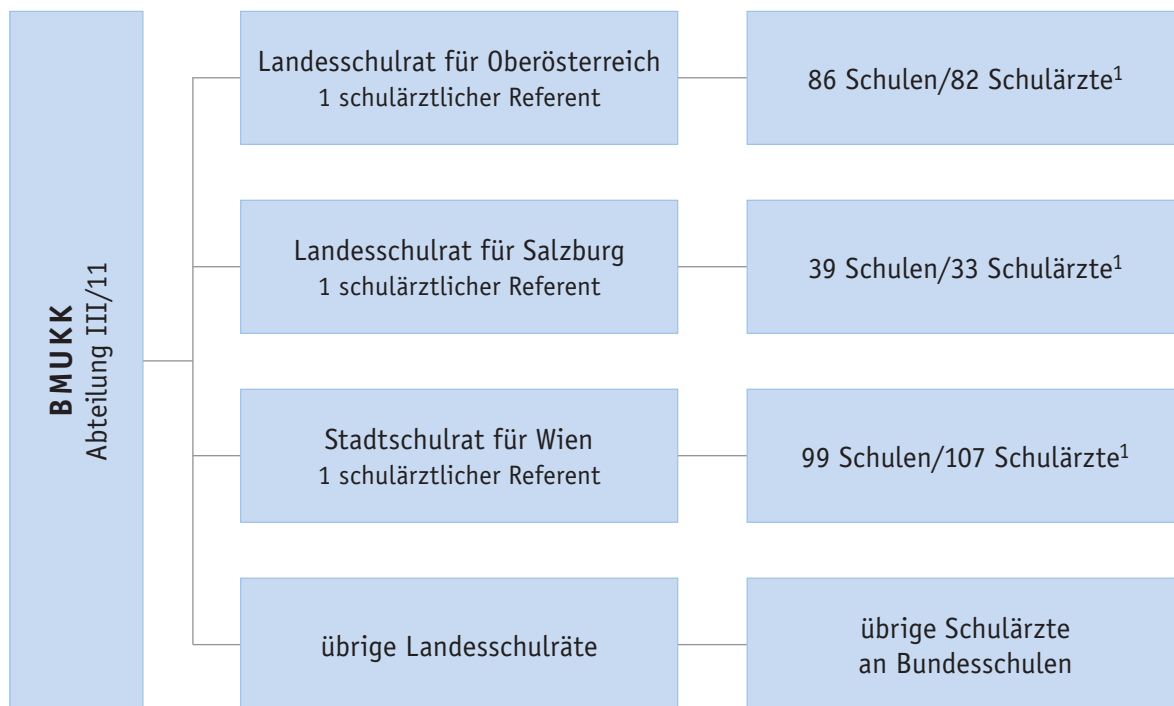 BMUKK
Abteilung III/11
Landesschulrat für Oberösterreich
1 schulärztlicher Referent
86 Schulen/82 Schulärzte¹
Landesschulrat für Salzburg
1 schulärztlicher Referent
39 Schulen/33 Schulärzte¹
Stadtschulrat für Wien
1 schulärztlicher Referent
99 Schulen/107 Schulärzte¹
übrige Landesschulräte
übrige Schulärzte
an Bundesschulen